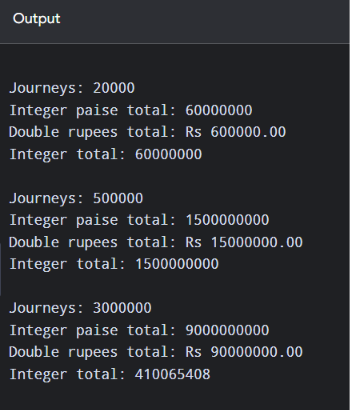 Output
Journeys: 20000
Integer paise total: 60000000
Double rupees total: Rs 600000.00
Integer total: 60000000
Journeys: 500000
Integer paise total: 1500000000
Double rupees total: Rs 15000000.00
Integer total: 1500000000
Journeys: 3000000
Integer paise total: 9000000000
Double rupees total: Rs 90000000.00
Integer total: 410065408